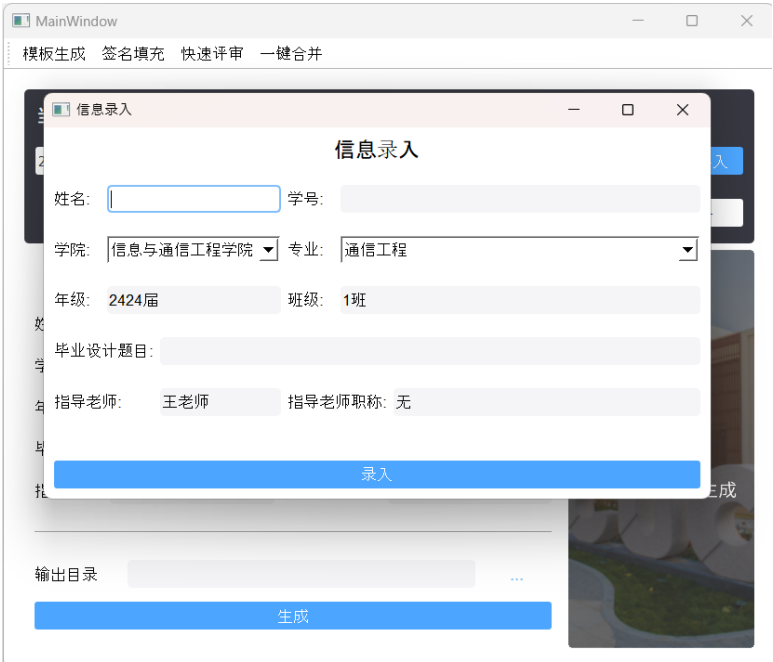 MainWindow
模板生成 签名填充 快速评审 一键合并
信息录入
信息录入
姓名: 学号:
学院: 信息与通信工程学院 专业: 通信工程
年级: 2424届 班级: 1班
毕业设计题目:
指导老师: 王老师 指导老师职称: 无
录入
生成
输出目录 ...
生成